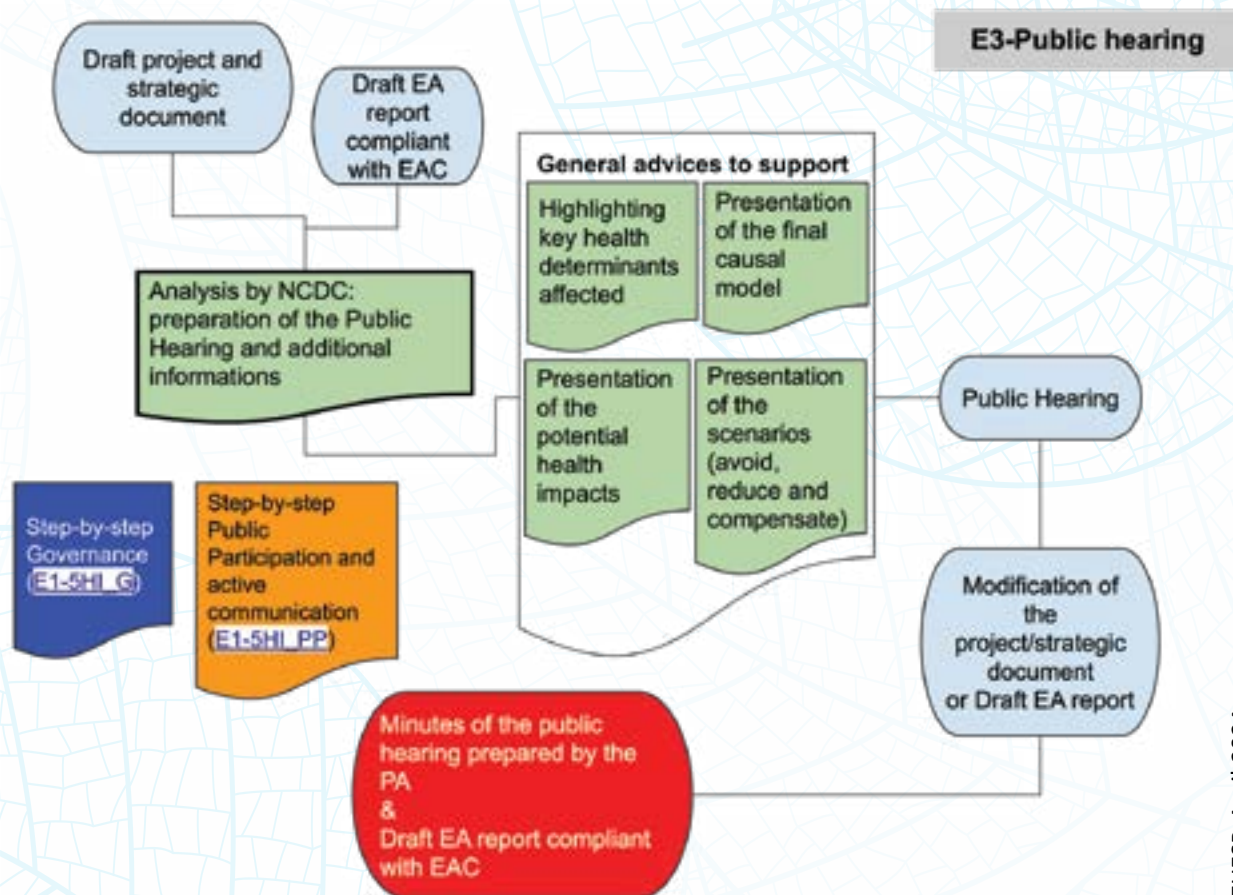 E3-Public hearing
Draft project and
strategic
document
Draft EA
report
compliant
with EAC
General advices to support
Highlighting
key health
determinants
affected
Presentation
of the final
causal
model
Analysis by NCDC:
preparation of the Public
Hearing and additional
informations
Presentation
of the
potential
health
impacts
Presentation
of the
scenarios
(avoid,
reduce and
compensate)
Public Hearing
Step-by-step
Governance
(E1-5HI_G)
Step-by-step
Public
Participation and
active
communication
(E1-5HI_PP)
Modification of
the
project/strategic
document
or Draft EA report
Minutes of the public
hearing prepared by the
PA
&
Draft EA report compliant
with EAC